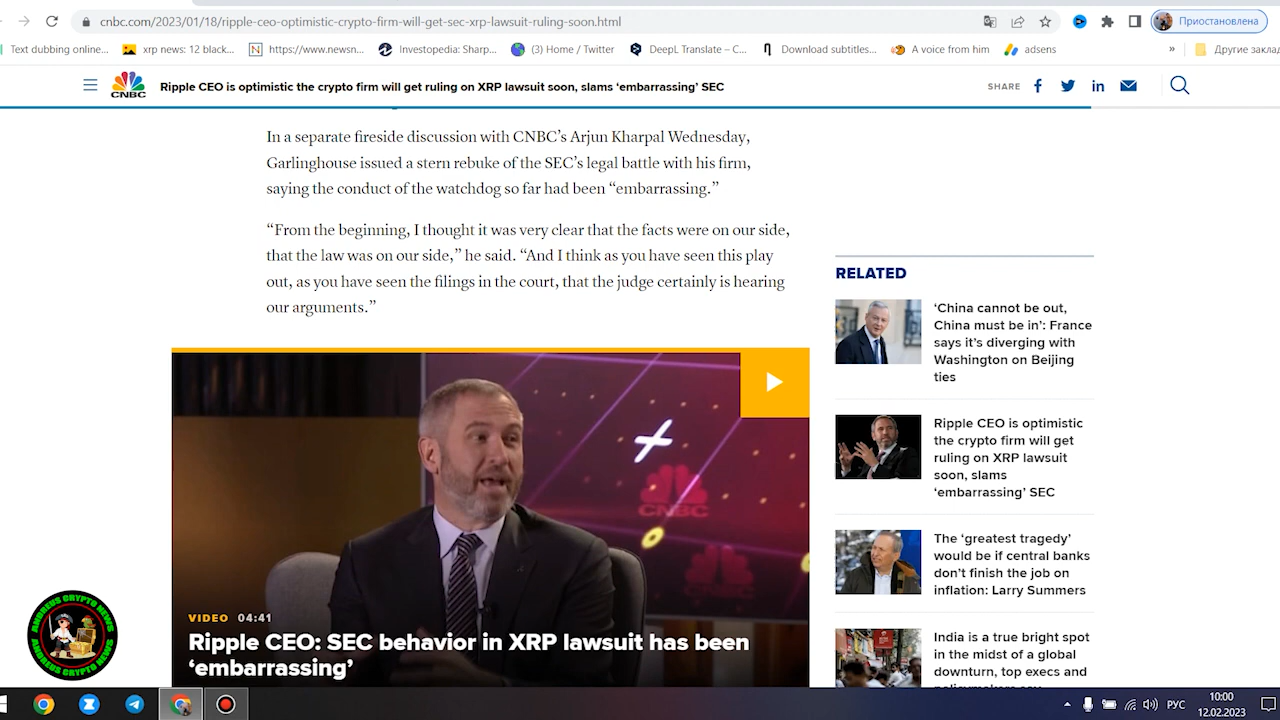 cnbc.com/2023/01/18/ripple-ceo-optimistic-crypto-firm-will-get-sec-xrp-lawsuit-ruling-soon.html
Приостановлена
Text dubbing online...
xrp news: 12 black...
https://www.newsn...
Investopedia: Sharp...
(3) Home / Twitter
DeepL Translate – C...
Download subtitles...
A voice from him
adsens
»
Другие заклад
CNBC
Ripple CEO is optimistic the crypto firm will get ruling on XRP lawsuit soon, slams ‘embarrassing’ SEC
SHARE
In a separate fireside discussion with CNBC’s Arjun Kharpal Wednesday,
Garlinghouse issued a stern rebuke of the SEC’s legal battle with his firm,
saying the conduct of the watchdog so far had been “embarrassing.”
“From the beginning, I thought it was very clear that the facts were on our side,
that the law was on our side,” he said. “And I think as you have seen this play
out, as you have seen the filings in the court, that the judge certainly is hearing
our arguments.”
CNBC
VIDEO 04:41
Ripple CEO: SEC behavior in XRP lawsuit has been
‘embarrassing’
RELATED
‘China cannot be out,
China must be in’: France
says it’s diverging with
Washington on Beijing
ties
Ripple CEO is optimistic
the crypto firm will get
ruling on XRP lawsuit
soon, slams
‘embarrassing’ SEC
The ‘greatest tragedy’
would be if central banks
don’t finish the job on
inflation: Larry Summers
India is a true bright spot
in the midst of a global
downturn, top execs and
ANDREUS CRYPTO NEWS
ANDREUS CRYPTO NEWS
РУС
10:00
12.02.2023